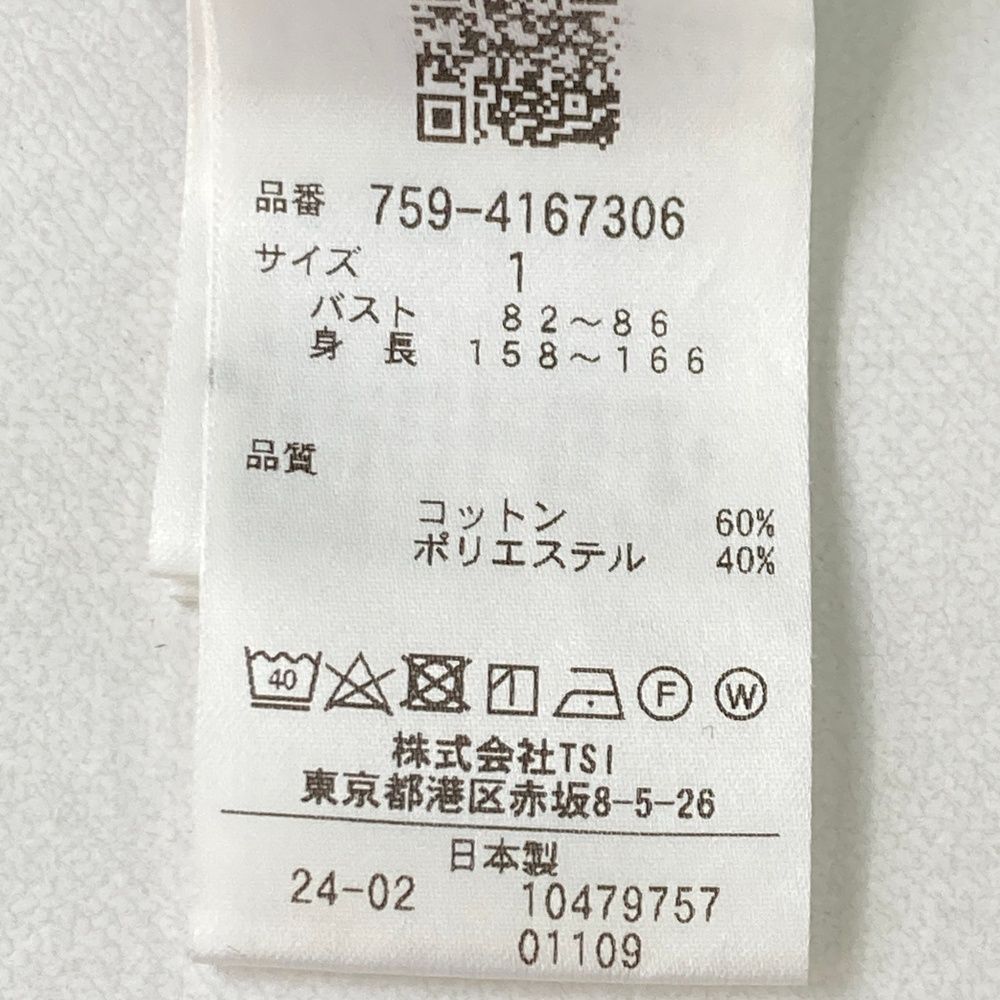 品番 759-4167306
サイズ 1
バスト 82～86
身 長 158～166
品質
コットン 60%
ポリエステル 40%
40 F W
株式会社TSI
東京都港区赤坂8-5-26
日本製
24-02 10479757
01109